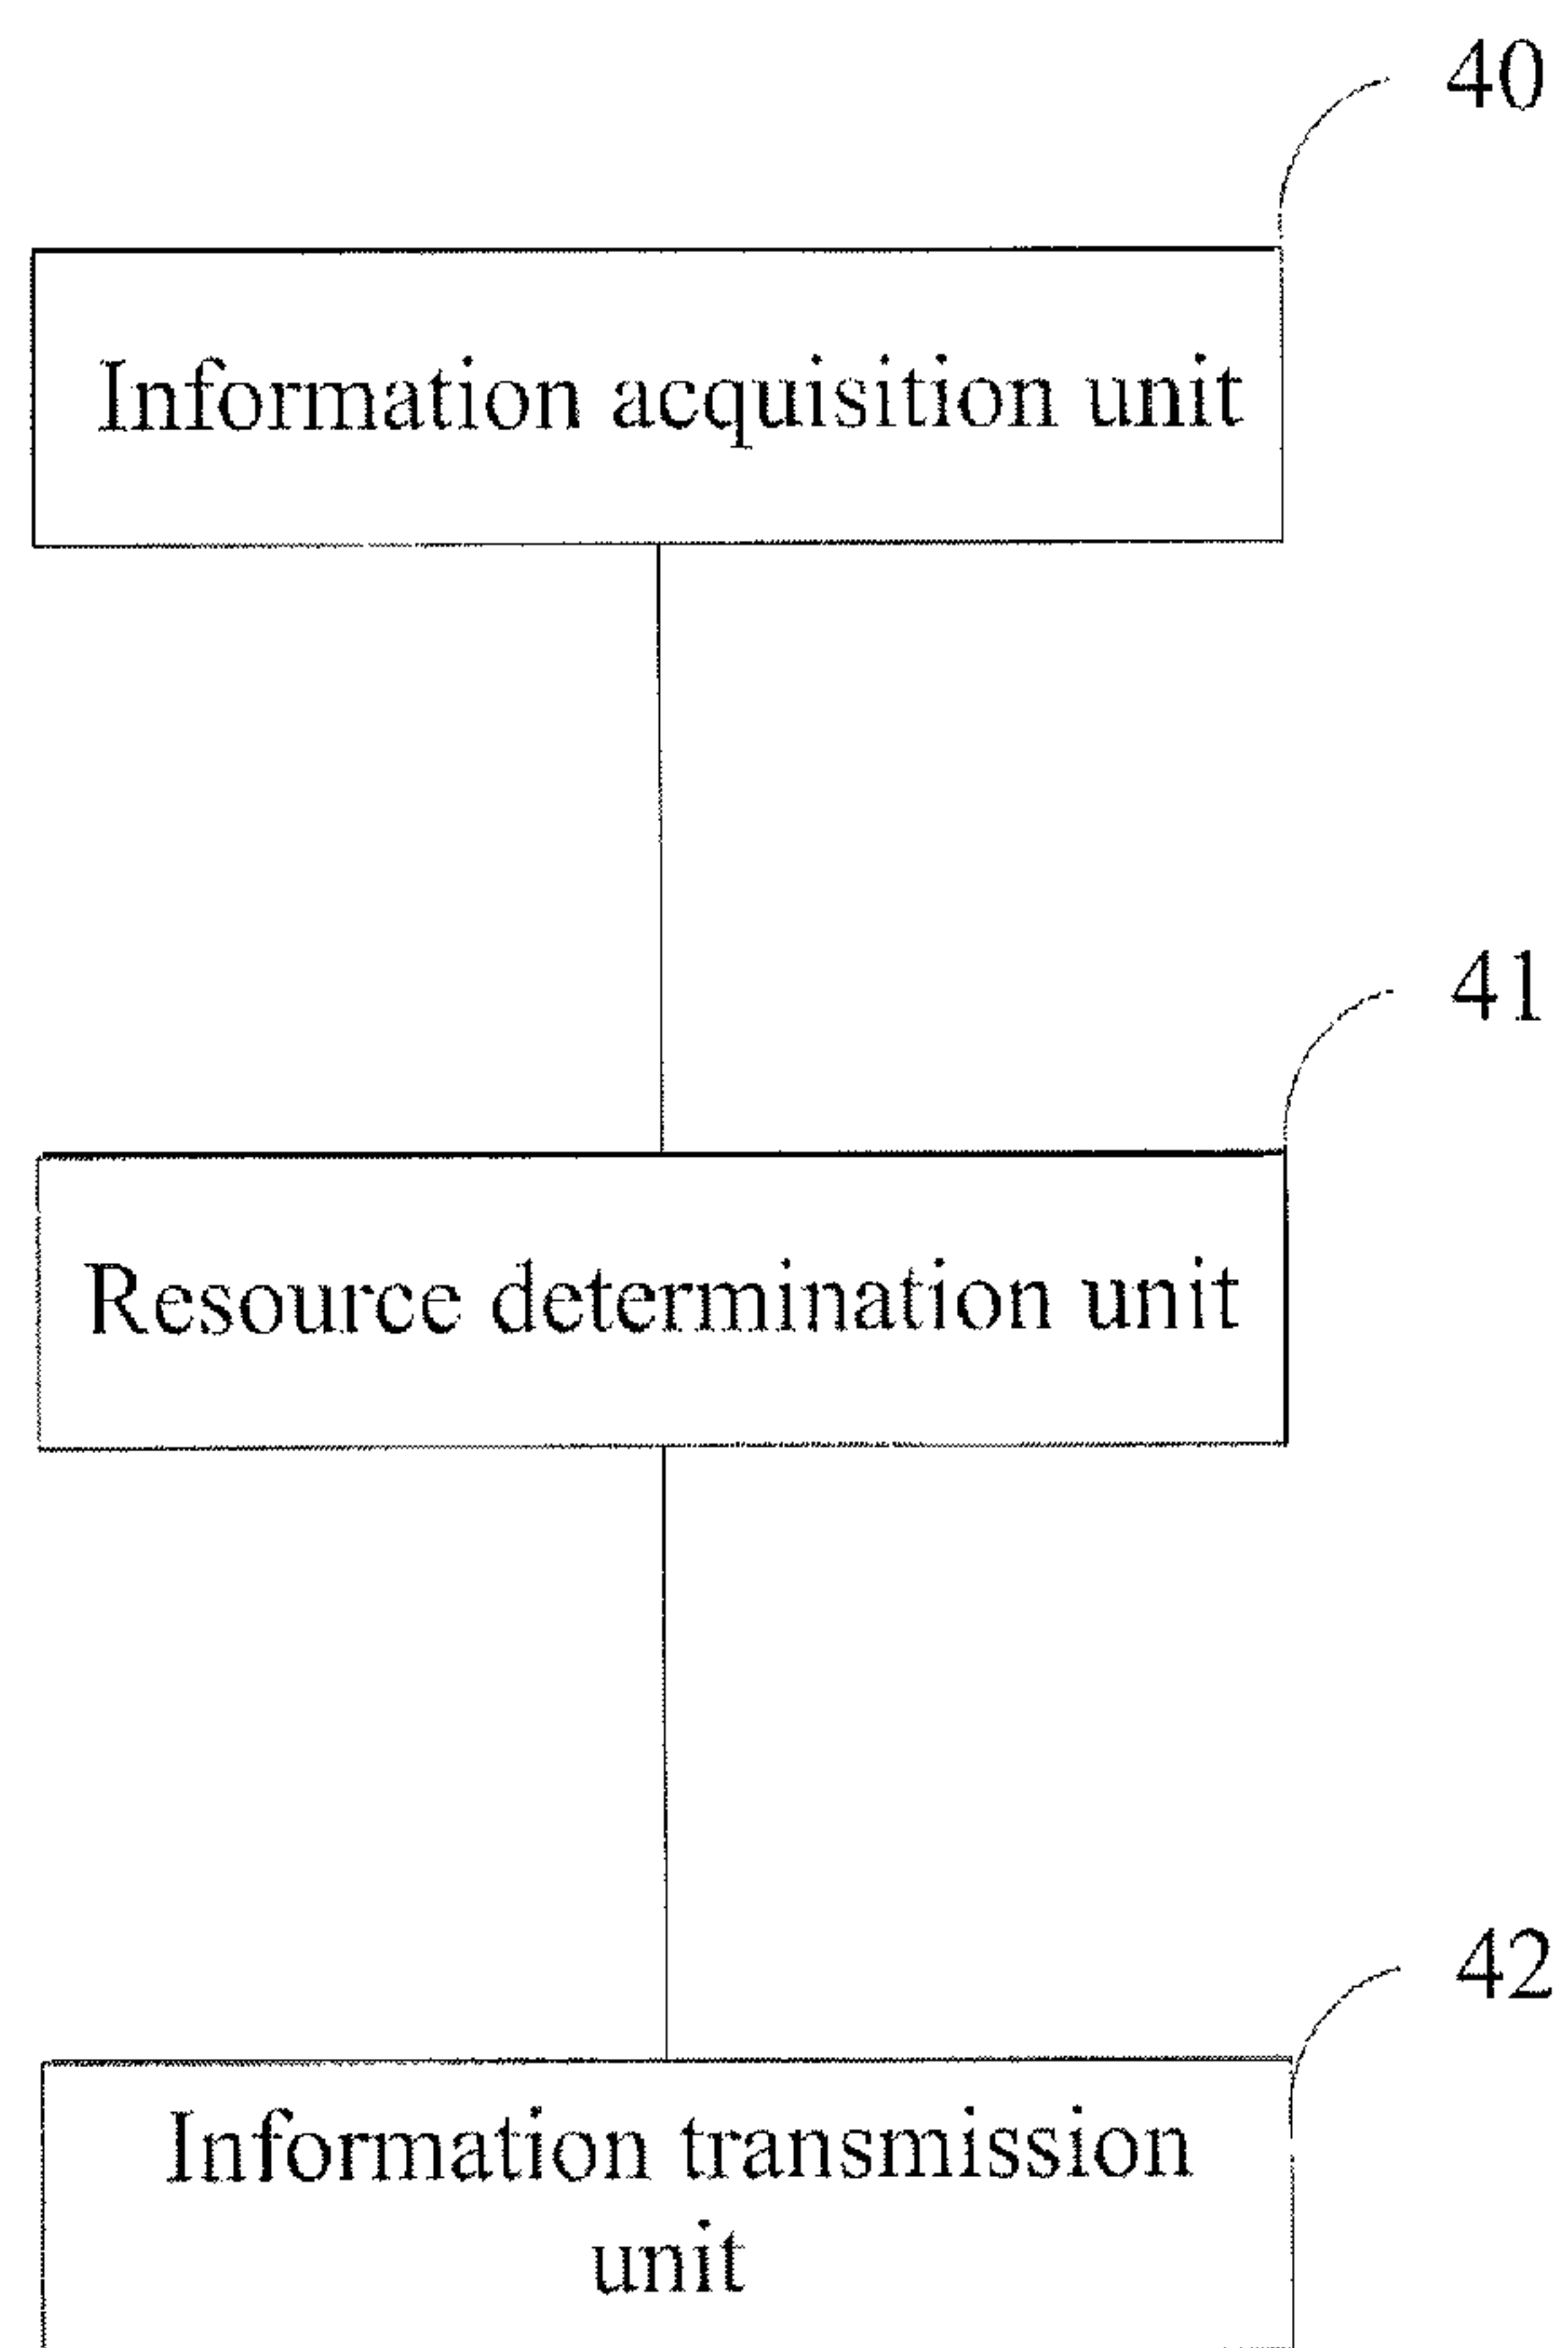 40
Information acquisition unit
41
Resource determination unit
42
Information transmission
unit